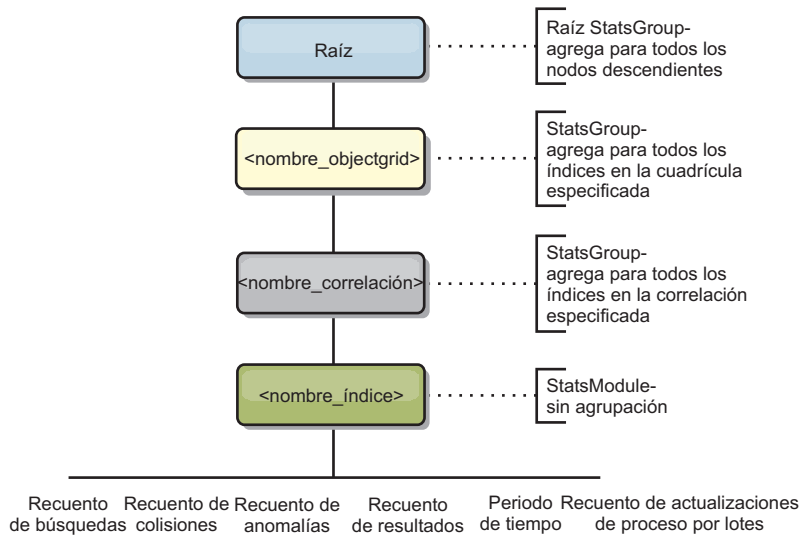 Raíz
Raíz StatsGroup-
agrega para todos los
nodos descendientes
<nombre_objectgrid>
StatsGroup-
agrega para todos los
índices en la cuadrícula
especificada
<nombre_correlación>
StatsGroup-
agrega para todos los
índices en la correlación
especificada
<nombre_índice>
StatsModule-
sin agrupación
Recuento
de búsquedas
Recuento de
colisiones
Recuento de
anomalías
Recuento
de resultados
Periodo
de tiempo
Recuento de actualizaciones
de proceso por lotes